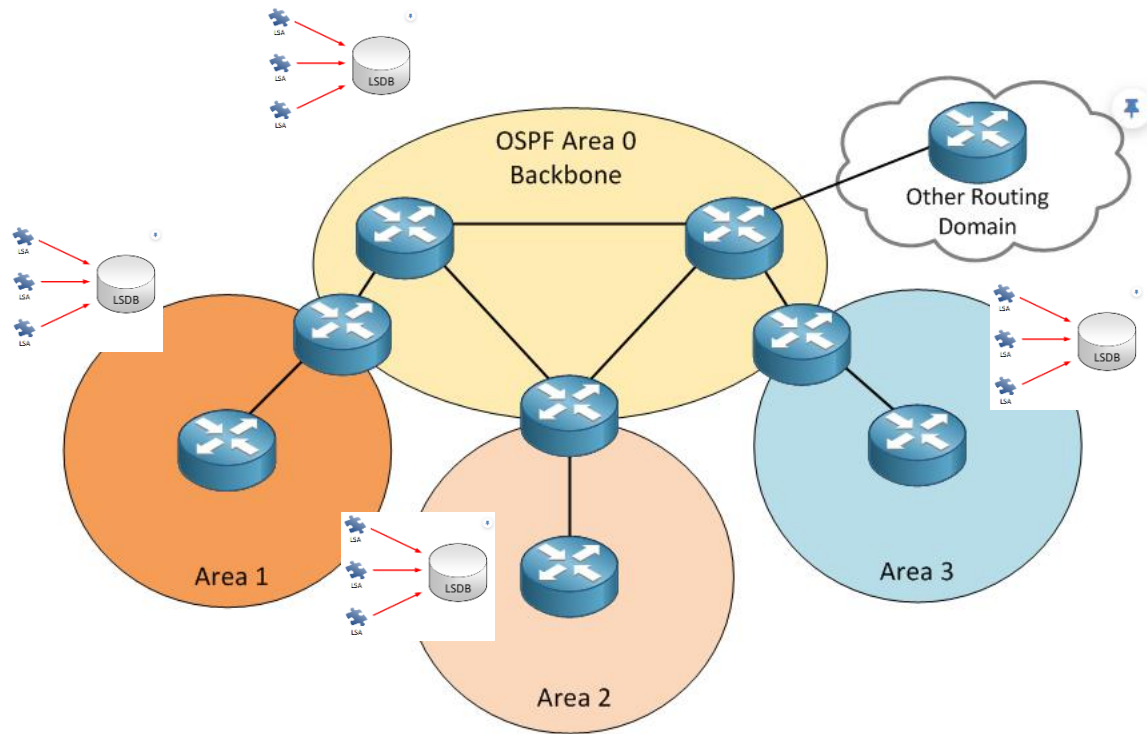 LSA
LSA
LSA
LSDB
OSPF Area 0
Backbone
Other Routing
Domain
LSA
LSA
LSA
LSDB
LSA
LSA
LSA
LSDB
Area 1
LSA
LSA
LSA
LSDB
Area 2
Area 3